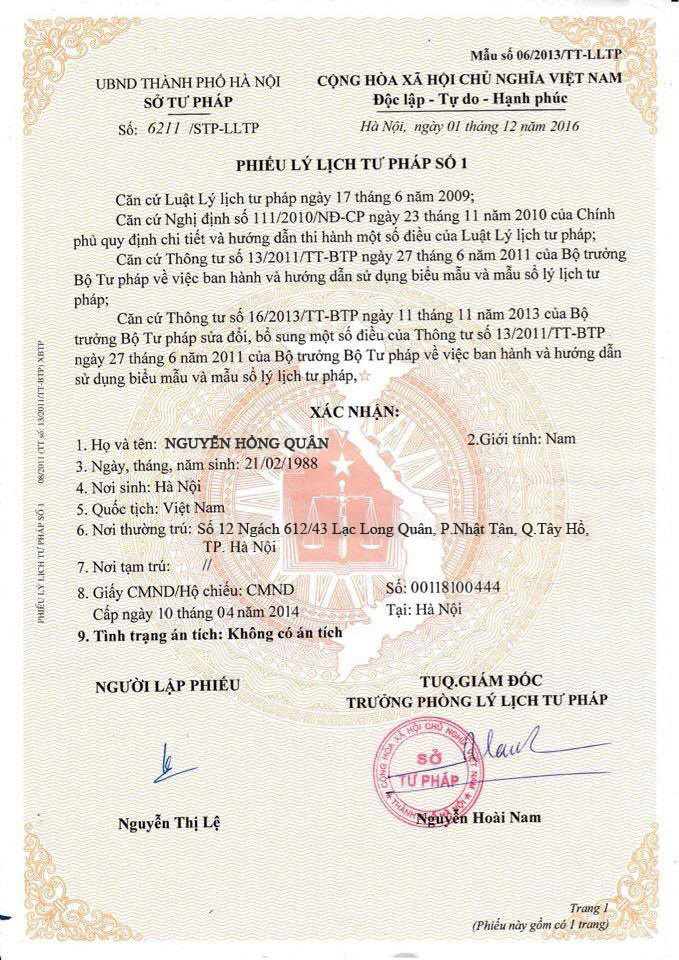 Mẫu số 06/2013/TT-LLTP
UBND THÀNH PHỐ HÀ NỘI
SỞ TƯ PHÁP
Số: 6211 /STP-LLTP
CỘNG HÒA XÃ HỘI CHỦ NGHĨA VIỆT NAM
Độc lập - Tự do - Hạnh phúc
Hà Nội, ngày 01 tháng 12 năm 2016
PHIẾU LÝ LỊCH TƯ PHÁP SỐ 1
Căn cứ Luật Lý lịch tư pháp ngày 17 tháng 6 năm 2009;
Căn cứ Nghị định số 111/2010/NĐ-CP ngày 23 tháng 11 năm 2010 của Chính
phủ quy định chi tiết và hướng dẫn thi hành một số điều của Luật Lý lịch tư pháp;
Căn cứ Thông tư số 13/2011/TT-BTP ngày 27 tháng 6 năm 2011 của Bộ trưởng
Bộ Tư pháp về việc ban hành và hướng dẫn sử dụng biểu mẫu và mẫu sổ lý lịch tư
pháp;
Căn cứ Thông tư số 16/2013/TT-BTP ngày 11 tháng 11 năm 2013 của Bộ
trưởng Bộ Tư pháp sửa đổi, bổ sung một số điều của Thông tư số 13/2011/TT-BTP
ngày 27 tháng 6 năm 2011 của Bộ trưởng Bộ Tư pháp về việc ban hành và hướng dẫn
sử dụng biểu mẫu và mẫu sổ lý lịch tư pháp,
XÁC NHẬN:
1. Họ và tên: NGUYỄN HỒNG QUÂN
2.Giới tính: Nam
3. Ngày, tháng, năm sinh: 21/02/1988
4. Nơi sinh: Hà Nội
5. Quốc tịch: Việt Nam
6. Nơi thường trú: Số 12 Ngách 612/43 Lạc Long Quân, P.Nhật Tân, Q.Tây Hồ,
TP. Hà Nội
7. Nơi tạm trú: //
8. Giấy CMND/Hộ chiếu: CMND
Số: 00118100444
Cấp ngày 10 tháng 04 năm 2014
Tại: Hà Nội
9. Tình trạng án tích: Không có án tích
NGƯỜI LẬP PHIẾU
TUQ.GIÁM ĐỐC
TRƯỞNG PHÒNG LÝ LỊCH TƯ PHÁP
CỘNG HÒA XÃ HỘI CHỦ NGHĨA VIỆT NAM
SỞ
TƯ PHÁP
THÀNH PHỐ HÀ NỘI
Nguyễn Thị Lệ
Nguyễn Hoài Nam
Trang 1
(Phiếu này gồm có 1 trang)
PHIẾU LÝ LỊCH TƯ PHÁP SỐ 1 08/2011 (TT số: 13/2011/TT-BTP) XBTP